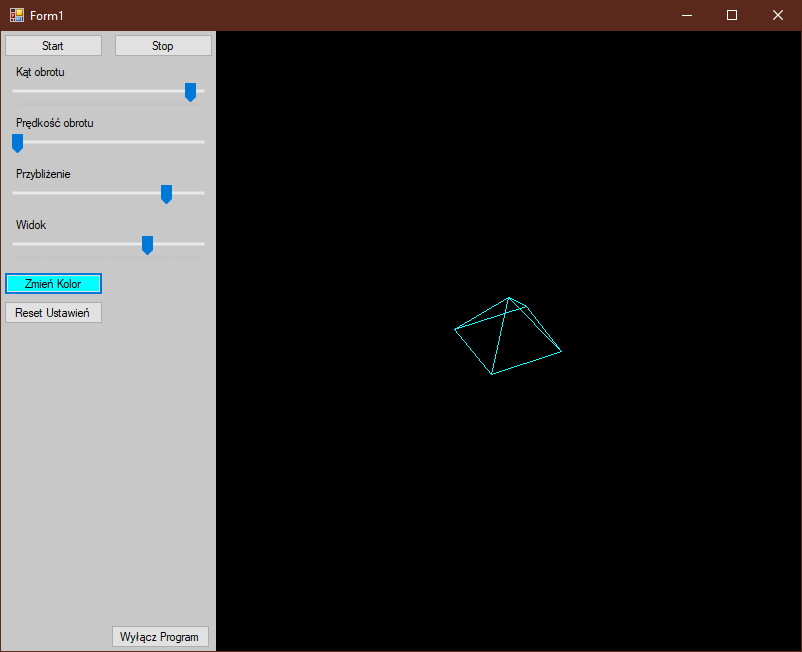 Form1
Start
Stop
Kąt obrotu
Prędkość obrotu
Przybliżenie
Widok
Zmień Kolor
Reset Ustawień
Wyłącz Program